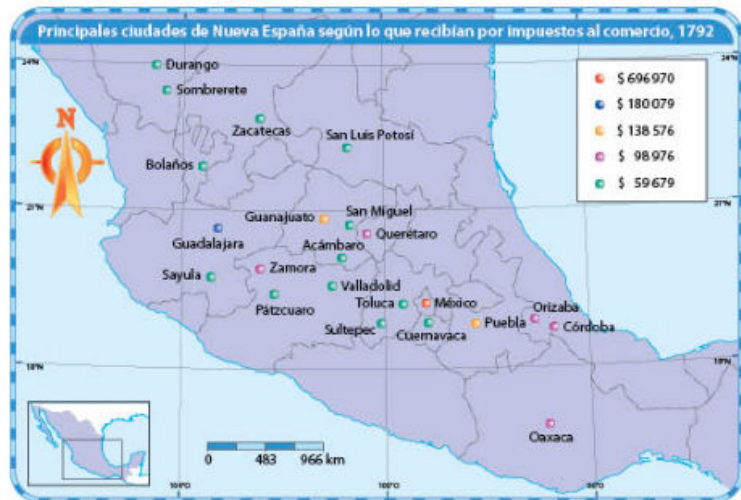 Principales ciudades de Nueva España según lo que recibían por impuestos al comercio, 1792
24°N
24°N
Durango
Sombrerete
Zacatecas
San Luis Potosí
Bolaños
$ 696 970
$ 180 079
$ 138 576
$ 98 976
$ 59 679
N
21°N
21°N
Guanajuato
San Miguel
Guadalajara
Querétaro
Acámbaro
Sayula
Zamora
Valladolid
Pátzcuaro
Toluca
México
Orizaba
Sultepec
Cuernavaca
Puebla
Córdoba
18°N
18°N
Oaxaca
0 483 966 km
104°O